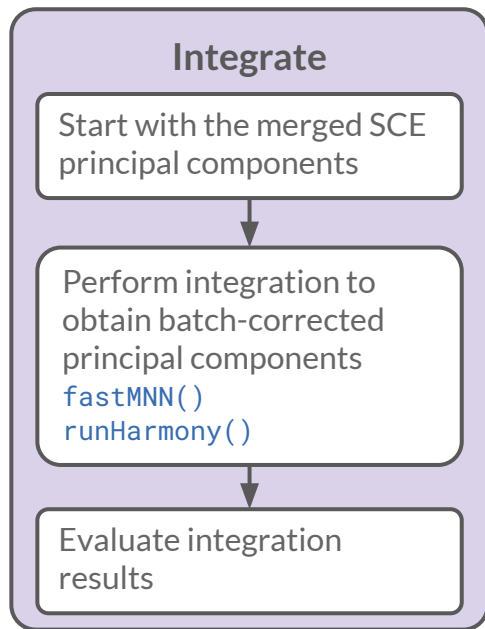 Integrate
Start with the merged SCE
principal components
Perform integration to
obtain batch-corrected
principal components
fastMNN()
runHarmony()
Evaluate integration
results